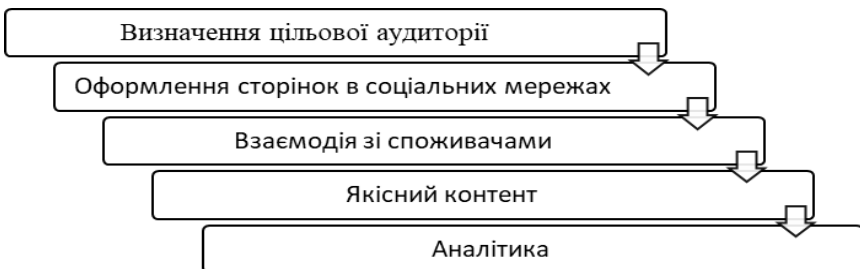 Визначення цільової аудиторії
Оформлення сторінок в соціальних мережах
Взаємодія зі споживачами
Якісний контент
Аналітика